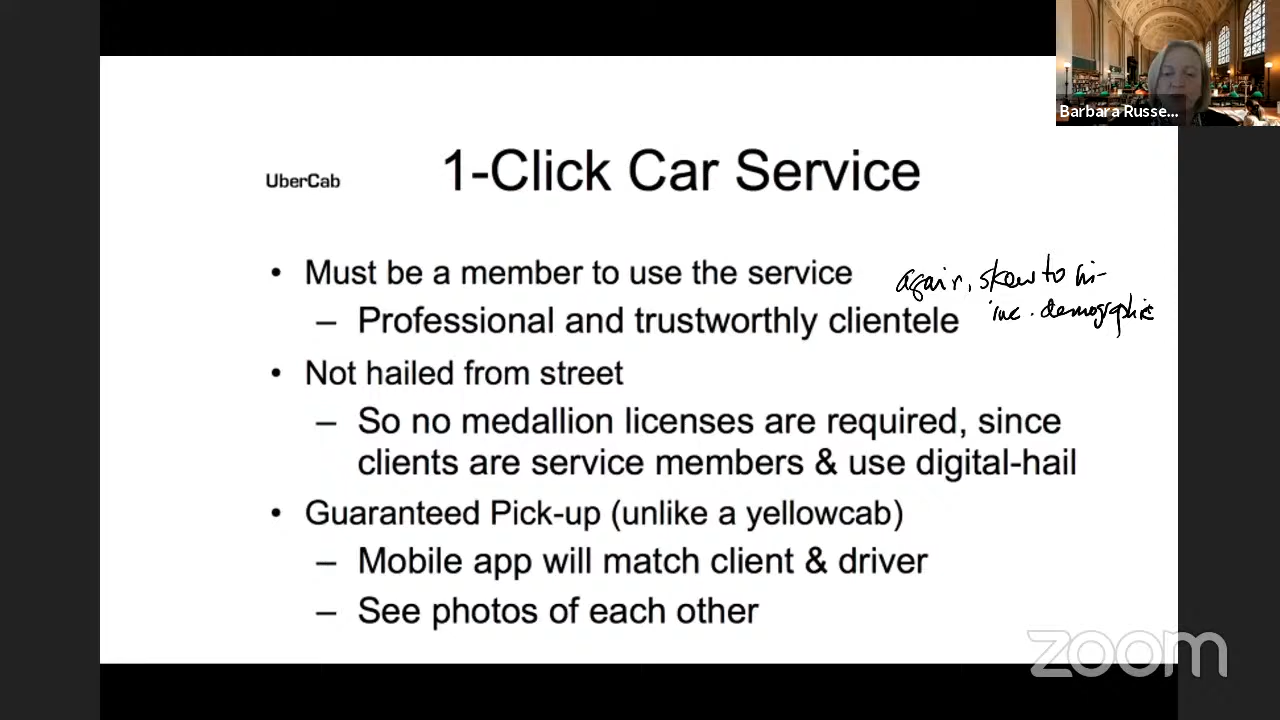 Barbara Russe...
UberCab
1-Click Car Service
• Must be a member to use the service
again, skew to hi-
inc. demographic
– Professional and trustworthly clientele
• Not hailed from street
– So no medallion licenses are required, since
clients are service members & use digital-hail
• Guaranteed Pick-up (unlike a yellowcab)
– Mobile app will match client & driver
– See photos of each other
zoom